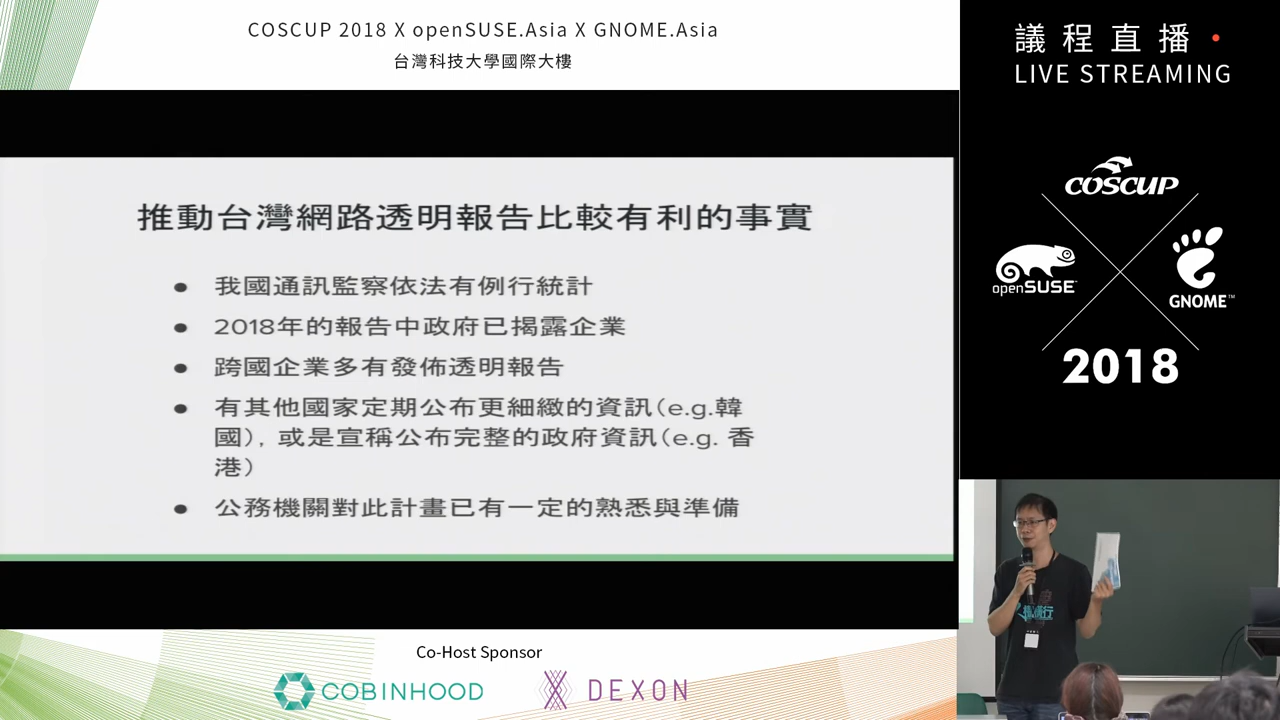 COSCUP 2018 X openSUSE.Asia X GNOME.Asia
台灣科技大學國際大樓
議程直播
LIVE STREAMING
COSCUP
openSUSE
GNOME™
2018
推動台灣網路透明報告比較有利的事實
● 我國通訊監察依法有例行統計
● 2018年的報告中政府已揭露企業
● 跨國企業多有發佈透明報告
● 有其他國家定期公布更細緻的資訊(e.g.韓
國)，或是宣稱公布完整的政府資訊(e.g. 香
港)
● 公務機關對此計畫已有一定的熟悉與準備
Co-Host Sponsor
COBINHOOD
DEXON